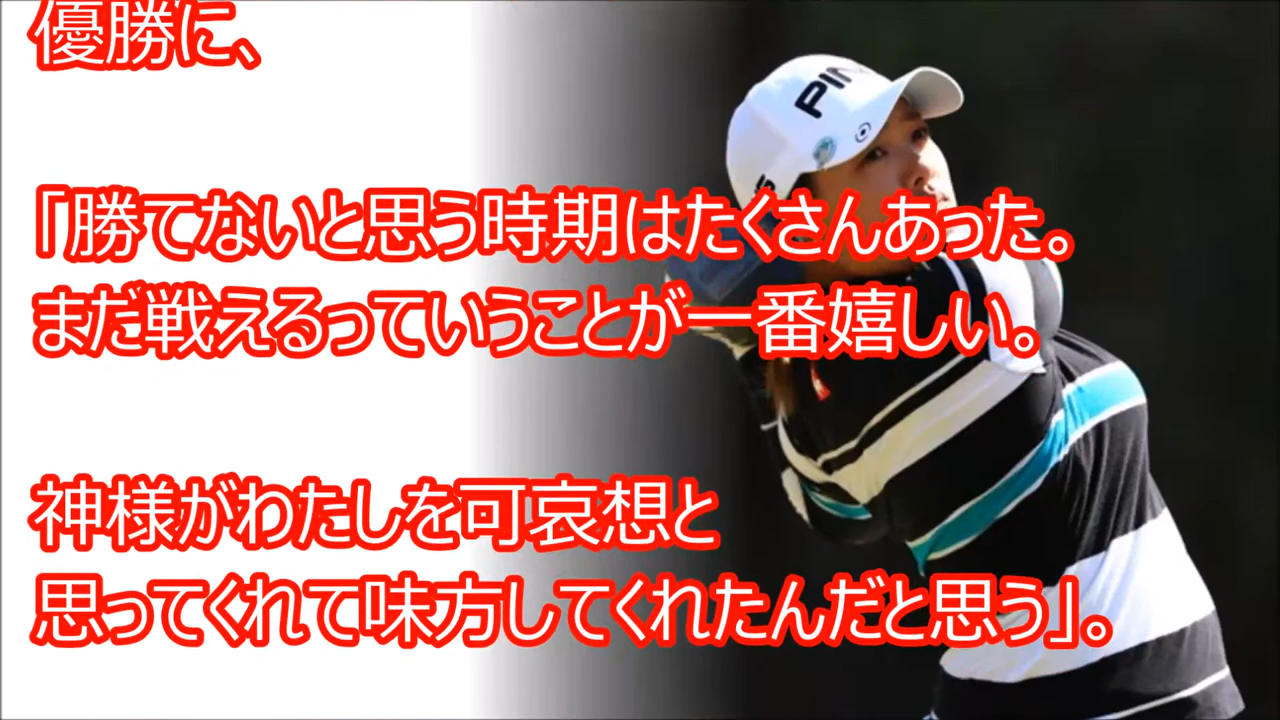 優勝に、
「勝てないと思う時期はたくさんあった。
まだ戦えるっていうことが一番嬉しい。
神様がわたしを可哀想と
思ってくれて味方してくれたんだと思う」。
PING